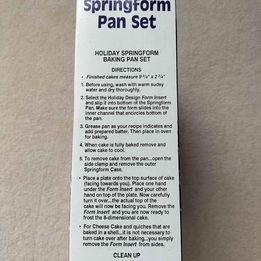 Springform
Pan Set
HOLIDAY SPRINGFORM
BAKING PAN SET
DIRECTIONS
• Finished cakes measure 9 ¾" x 2 ¾"
1. Before using, wash with warm sudsy
water and dry thoroughly.
2. Select the Holiday Design Form Insert
and slip it into bottom of the Springform
Pan. Make sure the form slides into the
inner channel that encircles bottom of
the pan.
3. Grease pan as your recipe indicates and
add prepared batter. Then place in oven
for baking.
4. When cake is fully baked remove and
allow cake to cool.
5. To remove cake from the pan...open the
side clamp and remove the outer
Springform Case.
• Place a plate onto the top surface of cake
(facing towards you). Place one hand
under the Form Insert and your other
hand on top of the plate. Now carefully
turn it over...the actual top of the
cake will now be facing you. Remove the
Form Insert and you are now ready to
frost the 8-dimensional cake.
• For Cheese Cake and quiches that are
baked in a shell...it is not necessary to
turn cake over after baking...you simply
remove the Form Insert.
CLEAN UP